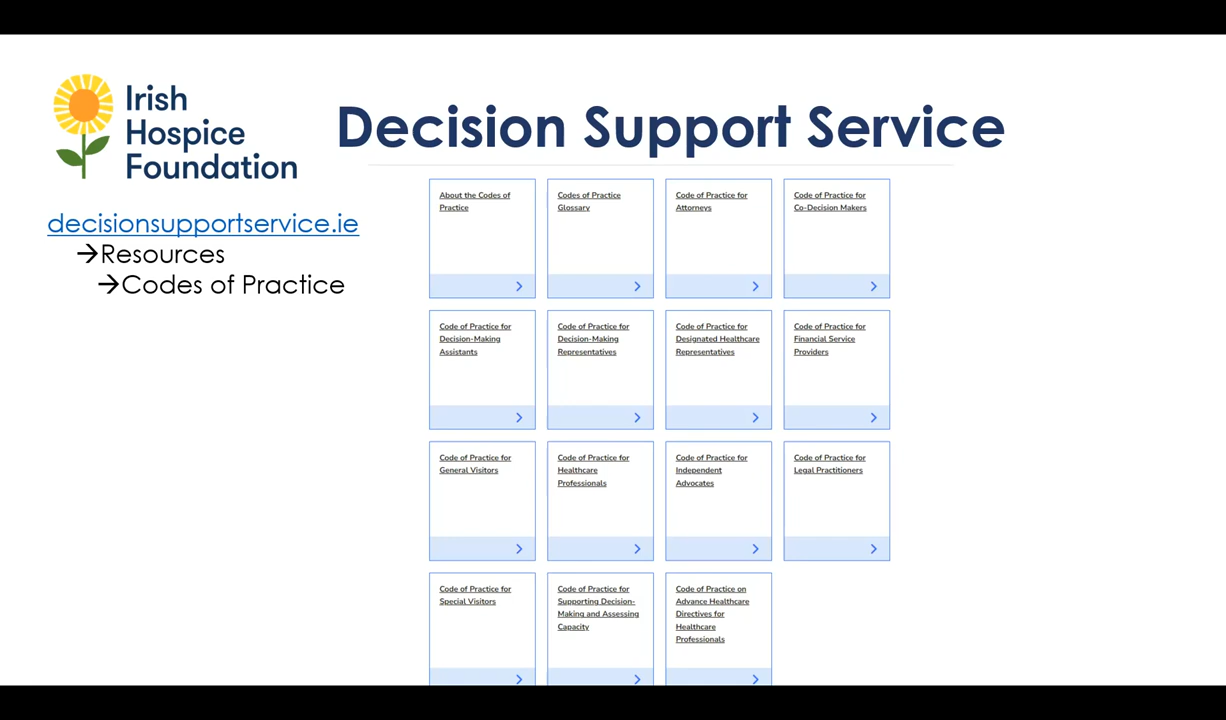 Irish
Hospice
Foundation
Decision Support Service
decisionsupportservice.ie
→Resources
→Codes of Practice
About the Codes of
Practice
Codes of Practice
Glossary
Code of Practice for
Attorneys
Code of Practice for
Co-Decision Makers
Code of Practice for
Decision-Making
Assistants
Code of Practice for
Decision-Making
Representatives
Code of Practice for
Designated Healthcare
Representatives
Code of Practice for
Financial Service
Providers
Code of Practice for
General Visitors
Code of Practice for
Healthcare
Professionals
Code of Practice for
Independent
Advocates
Code of Practice for
Legal Practitioners
Code of Practice for
Special Visitors
Code of Practice for
Supporting Decision-
Making and Assessing
Capacity
Code of Practice on
Advance Healthcare
Directives for
Healthcare
Professionals